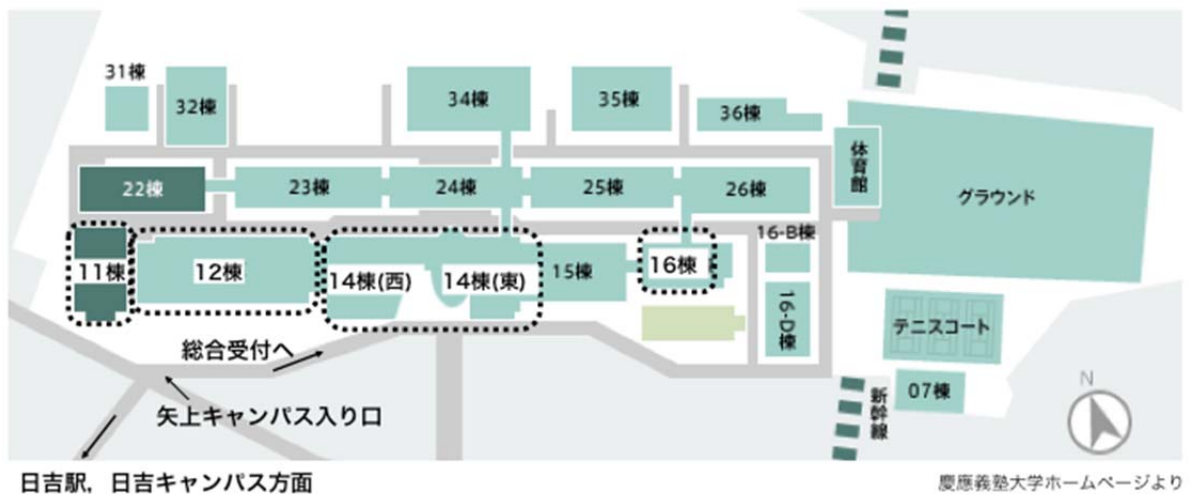 31棟
32棟
34棟
35棟
36棟
体育館
グラウンド
22棟
23棟
24棟
25棟
26棟
16-B棟
11棟
12棟
14棟(西)
14棟(東)
15棟
16棟
16-D棟
テニスコート
07棟
新幹線
N
総合受付へ
矢上キャンパス入り口
日吉駅, 日吉キャンパス方面
慶應義塾大学ホームページより